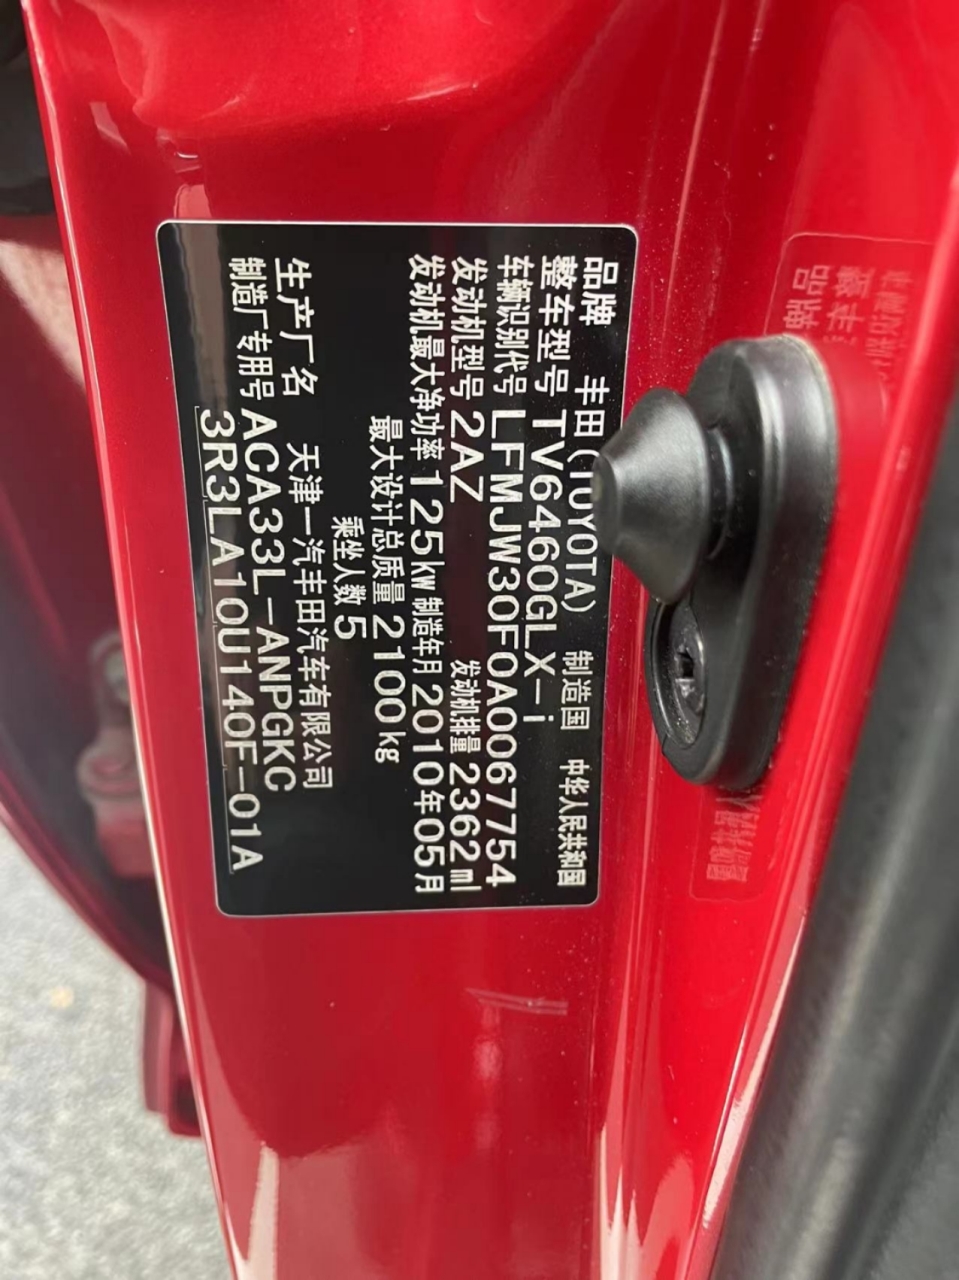 品牌 丰田(TOYOTA) 制造国 中华人民共和国
整车型号 TV6460GLX-i
车辆识别代号 LFMJW30F0A0067754
发动机型号 2AZ 发动机排量 2362ml
发动机最大净功率 125kW 制造年月 2010年05月
最大设计总质量 2100kg
乘坐人数 5
生产厂名 天津一汽丰田汽车有限公司
制造厂专用号 ACA33L-ANPGKC
3R3LA10U140F-01A